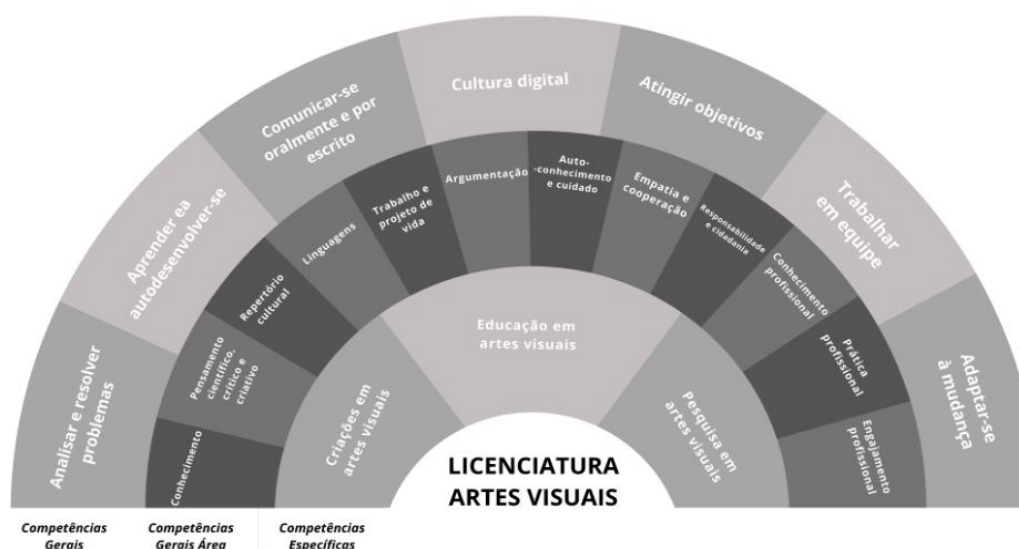 Analisar e resolver
problemas
Aprender ea
autodesenvolver-se
Comunicar-se
oralmente e por
escrito
Cultura digital
Atingir objetivos
Trabalhar
em equipe
Adaptar-se
à mudança
Conhecimento
Pensamento
científico,
crítico e
criativo
Repertório
cultural
Linguagens
Trabalho e
projeto de
vida
Argumentação
Auto-
-conhecimento
e cuidado
Empatia e
cooperação
Responsabilidade
e cidadania
Conhecimento
profissional
Prática
profissional
Engajamento
profissional
Criações em
artes visuais
Educação em
artes visuais
Pesquisa em
artes visuais
LICENCIATURA
ARTES VISUAIS
Competências
Gerais
Competências
Gerais Área
Competências
Específicas